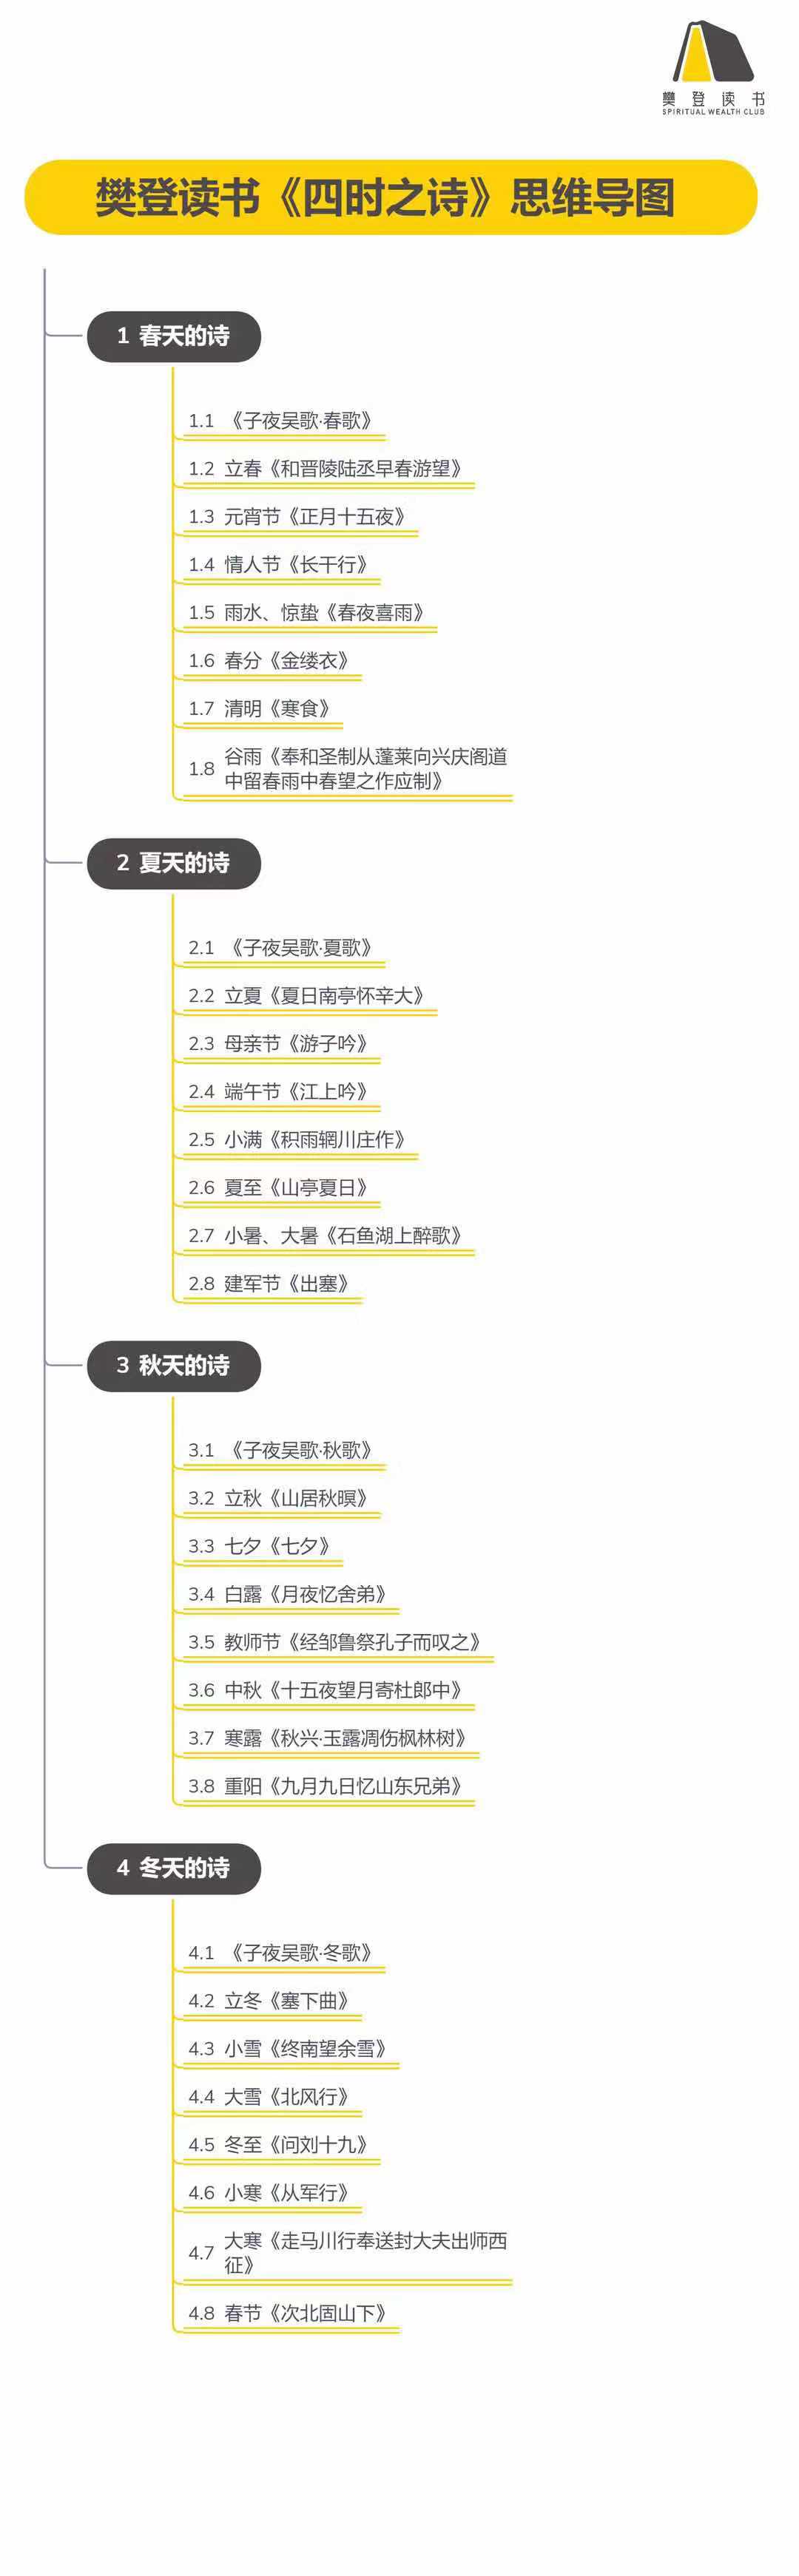 樊登读书
SPIRITUAL WEALTH CLUB
樊登读书《四时之诗》思维导图
1 春天的诗
1.1 《子夜吴歌·春歌》
1.2 立春《和晋陵陆丞早春游望》
1.3 元宵节《正月十五夜》
1.4 情人节《长干行》
1.5 雨水、惊蛰《春夜喜雨》
1.6 春分《金缕衣》
1.7 清明《寒食》
1.8 谷雨《奉和圣制从蓬莱向兴庆阁道
中留春雨中春望之作应制》
2 夏天的诗
2.1 《子夜吴歌·夏歌》
2.2 立夏《夏日南亭怀辛大》
2.3 母亲节《游子吟》
2.4 端午节《江上吟》
2.5 小满《积雨辋川庄作》
2.6 夏至《山亭夏日》
2.7 小暑、大暑《石鱼湖上醉歌》
2.8 建军节《出塞》
3 秋天的诗
3.1 《子夜吴歌·秋歌》
3.2 立秋《山居秋暝》
3.3 七夕《七夕》
3.4 白露《月夜忆舍弟》
3.5 教师节《经邹鲁祭孔子而叹之》
3.6 中秋《十五夜望月寄杜郎中》
3.7 寒露《秋兴·玉露凋伤枫林树》
3.8 重阳《九月九日忆山东兄弟》
4 冬天的诗
4.1 《子夜吴歌·冬歌》
4.2 立冬《塞下曲》
4.3 小雪《终南望余雪》
4.4 大雪《北风行》
4.5 冬至《问刘十九》
4.6 小寒《从军行》
4.7 大寒《走马川行奉送封大夫出师西
征》
4.8 春节《次北固山下》